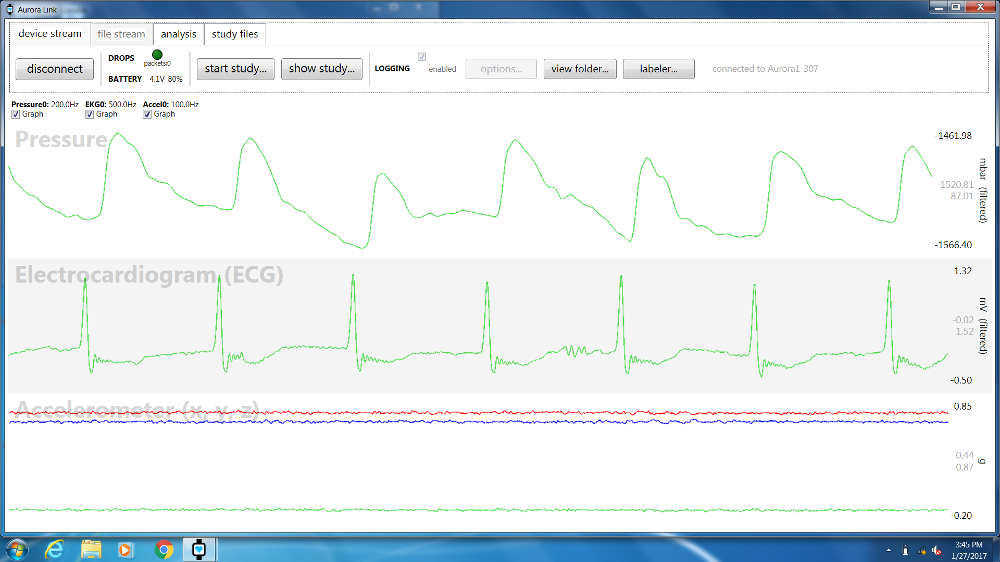 Aurora Link
device stream file stream analysis study files
disconnect
DROPS packets:0
BATTERY 4.1V 80%
start study... show study...
LOGGING enabled options... view folder... labeler... connected to Aurora1-307
Pressure0: 200.0Hz EKG0: 500.0Hz Accel0: 100.0Hz
Graph Graph Graph
Pressure
-1461.98
-1520.81
87.01
-1566.40
mbar (filtered)
Electrocardiogram (ECG)
1.32
-0.02
1.52
-0.50
mV (filtered)
Accelerometer (x, y, z)
0.85
0.44
0.87
-0.20
g
3:45 PM
1/27/2017